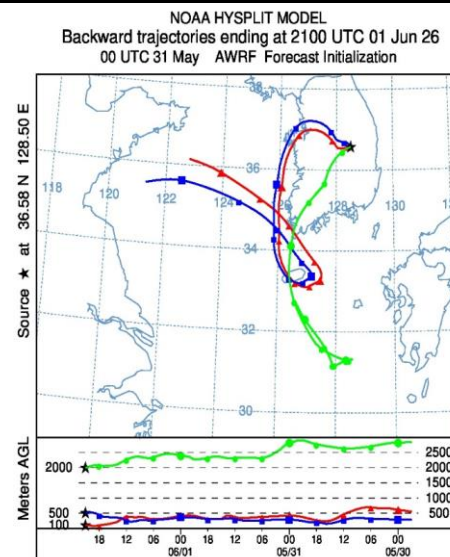 NOAA HYSPLIT MODEL
Backward trajectories ending at 2100 UTC 01 Jun 26
00 UTC 31 May AWRF Forecast Initialization
Source ★ at 36.58 N 128.50 E
38
36
118 120 122 124 126 128 130
34
32
30
Meters AGL
2000
500
100
2500
2000
1500
1000
500
18 12 06 00 18 12 06 00 18 12 06 00
06/01 05/31 05/30